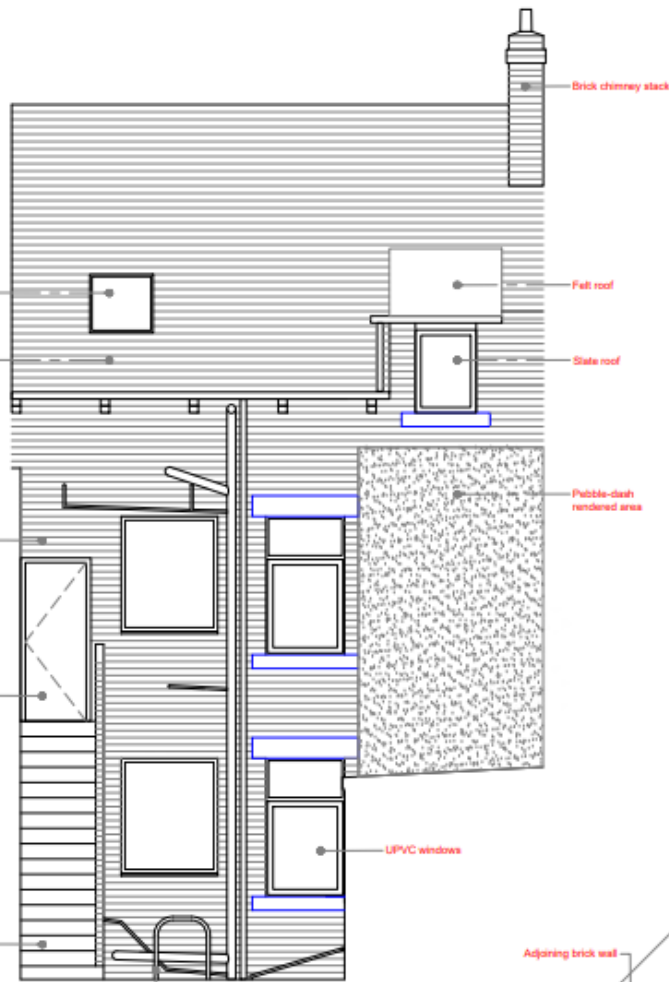 Brick chimney stack
Felt roof
Slate roof
Pebble-dash
rendered area
UPVC windows
Adjoining brick wall